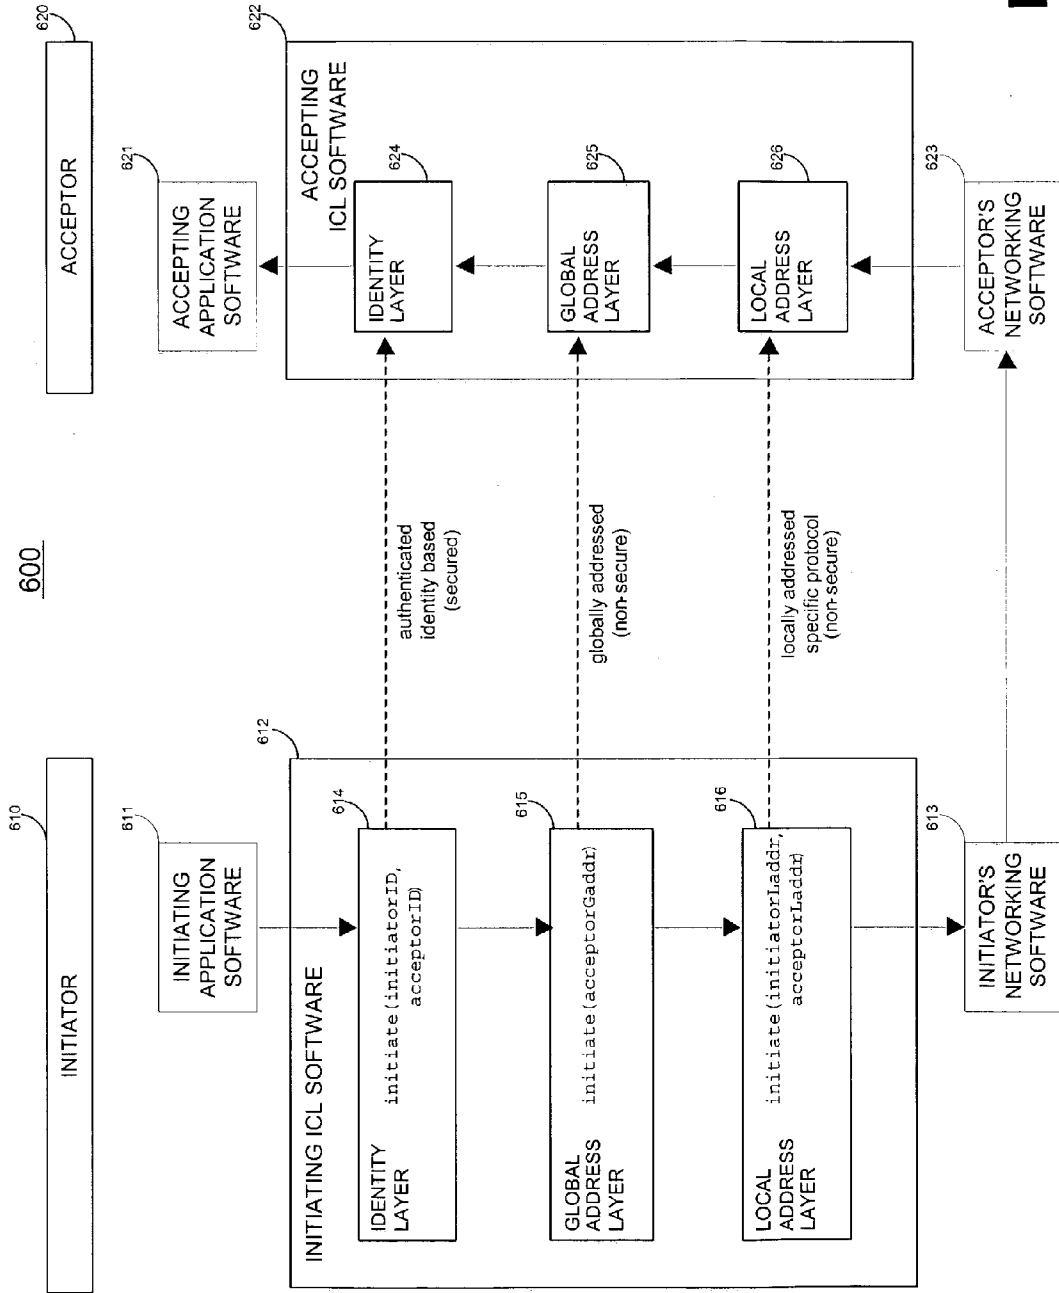 600
610
INITIATOR
611
INITIATING
APPLICATION
SOFTWARE
612
INITIATING ICL SOFTWARE
614
IDENTITY
LAYER
initiate(initiatorID,
acceptorID)
615
GLOBAL
ADDRESS
LAYER
initiate(acceptorGaddr)
616
LOCAL
ADDRESS
LAYER
initiate(initiatorLaddr,
acceptorLaddr)
613
INITIATOR'S
NETWORKING
SOFTWARE
authenticated
identity based
(secured)
globally addressed
(non-secure)
locally addressed
specific protocol
(non-secure)
620
ACCEPTOR
621
ACCEPTING
APPLICATION
SOFTWARE
622
ACCEPTING
ICL SOFTWARE
624
IDENTITY
LAYER
625
GLOBAL
ADDRESS
LAYER
626
LOCAL
ADDRESS
LAYER
623
ACCEPTOR'S
NETWORKING
SOFTWARE